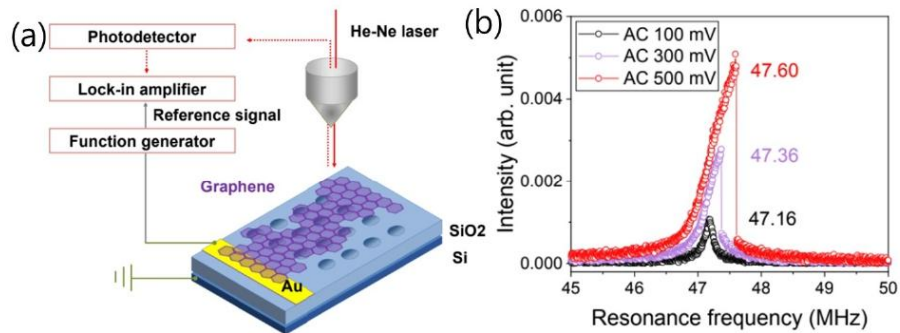 (a)
Photodetector
He-Ne laser
Lock-in amplifier
Reference signal
Function generator
Graphene
SiO2
Si
Au
(b)
0.006
0.004
0.002
0.000
Intensity (arb. unit)
AC 100 mV
AC 300 mV
AC 500 mV
47.60
47.36
47.16
45 46 47 48 49 50
Resonance frequency (MHz)